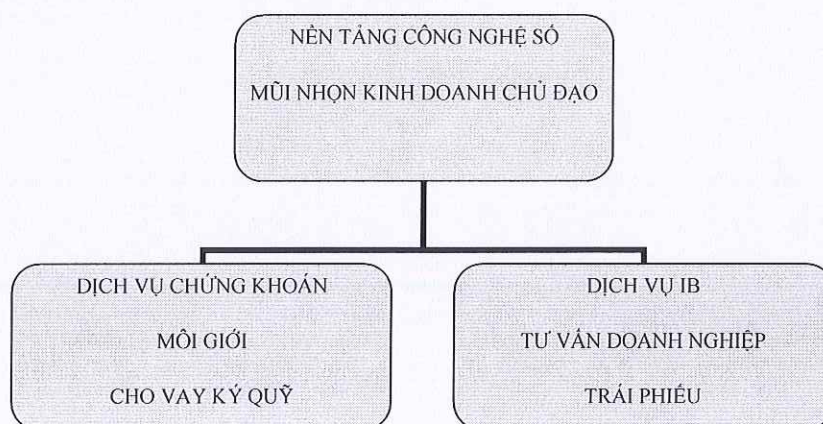 NỀN TẢNG CÔNG NGHỆ SỐ
MŨI NHỌN KINH DOANH CHỦ ĐẠO
DỊCH VỤ CHỨNG KHOÁN
MÔI GIỚI
CHO VAY KÝ QUỸ
DỊCH VỤ IB
TƯ VẤN DOANH NGHIỆP
TRÁI PHIẾU